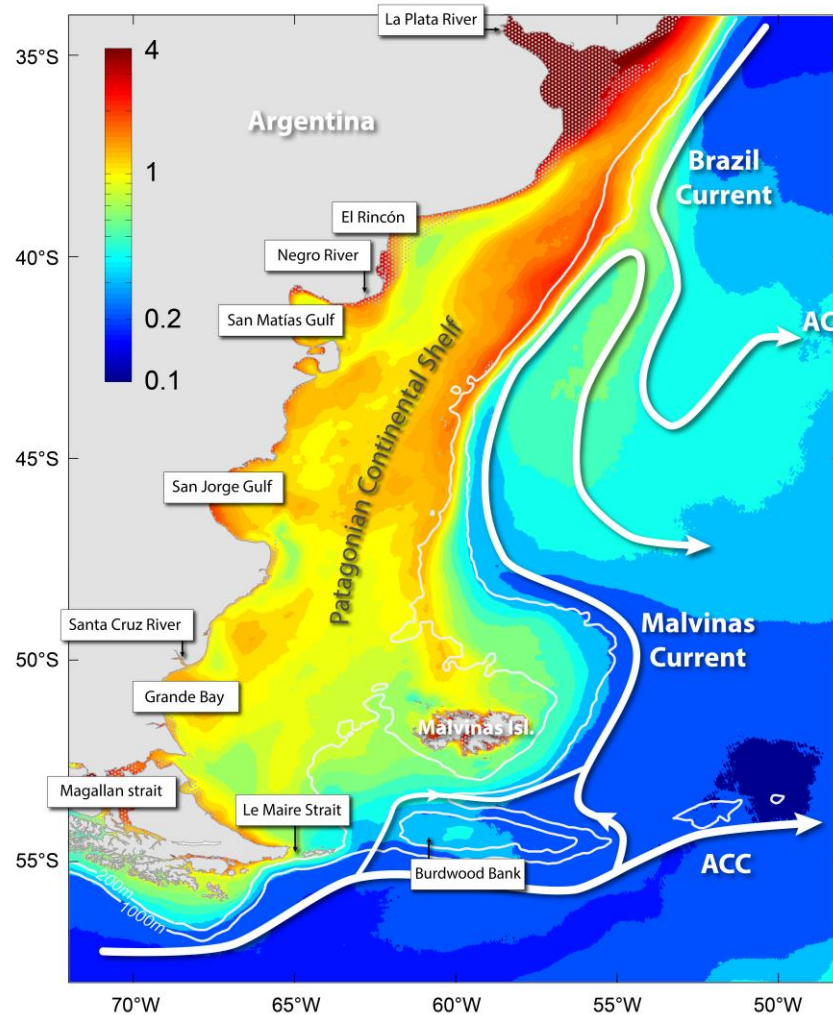 La Plata River
35°S
4
Argentina
1
Brazil
Current
El Rincón
40°S
Negro River
San Matías Gulf
0.2
AC
0.1
Patagonian Continental Shelf
45°S
San Jorge Gulf
Santa Cruz River
Malvinas
Current
50°S
Grande Bay
Malvinas Isl.
Magallan strait
Le Maire Strait
55°S
Burdwood Bank
ACC
200m
1000m
70°W
65°W
60°W
55°W
50°W